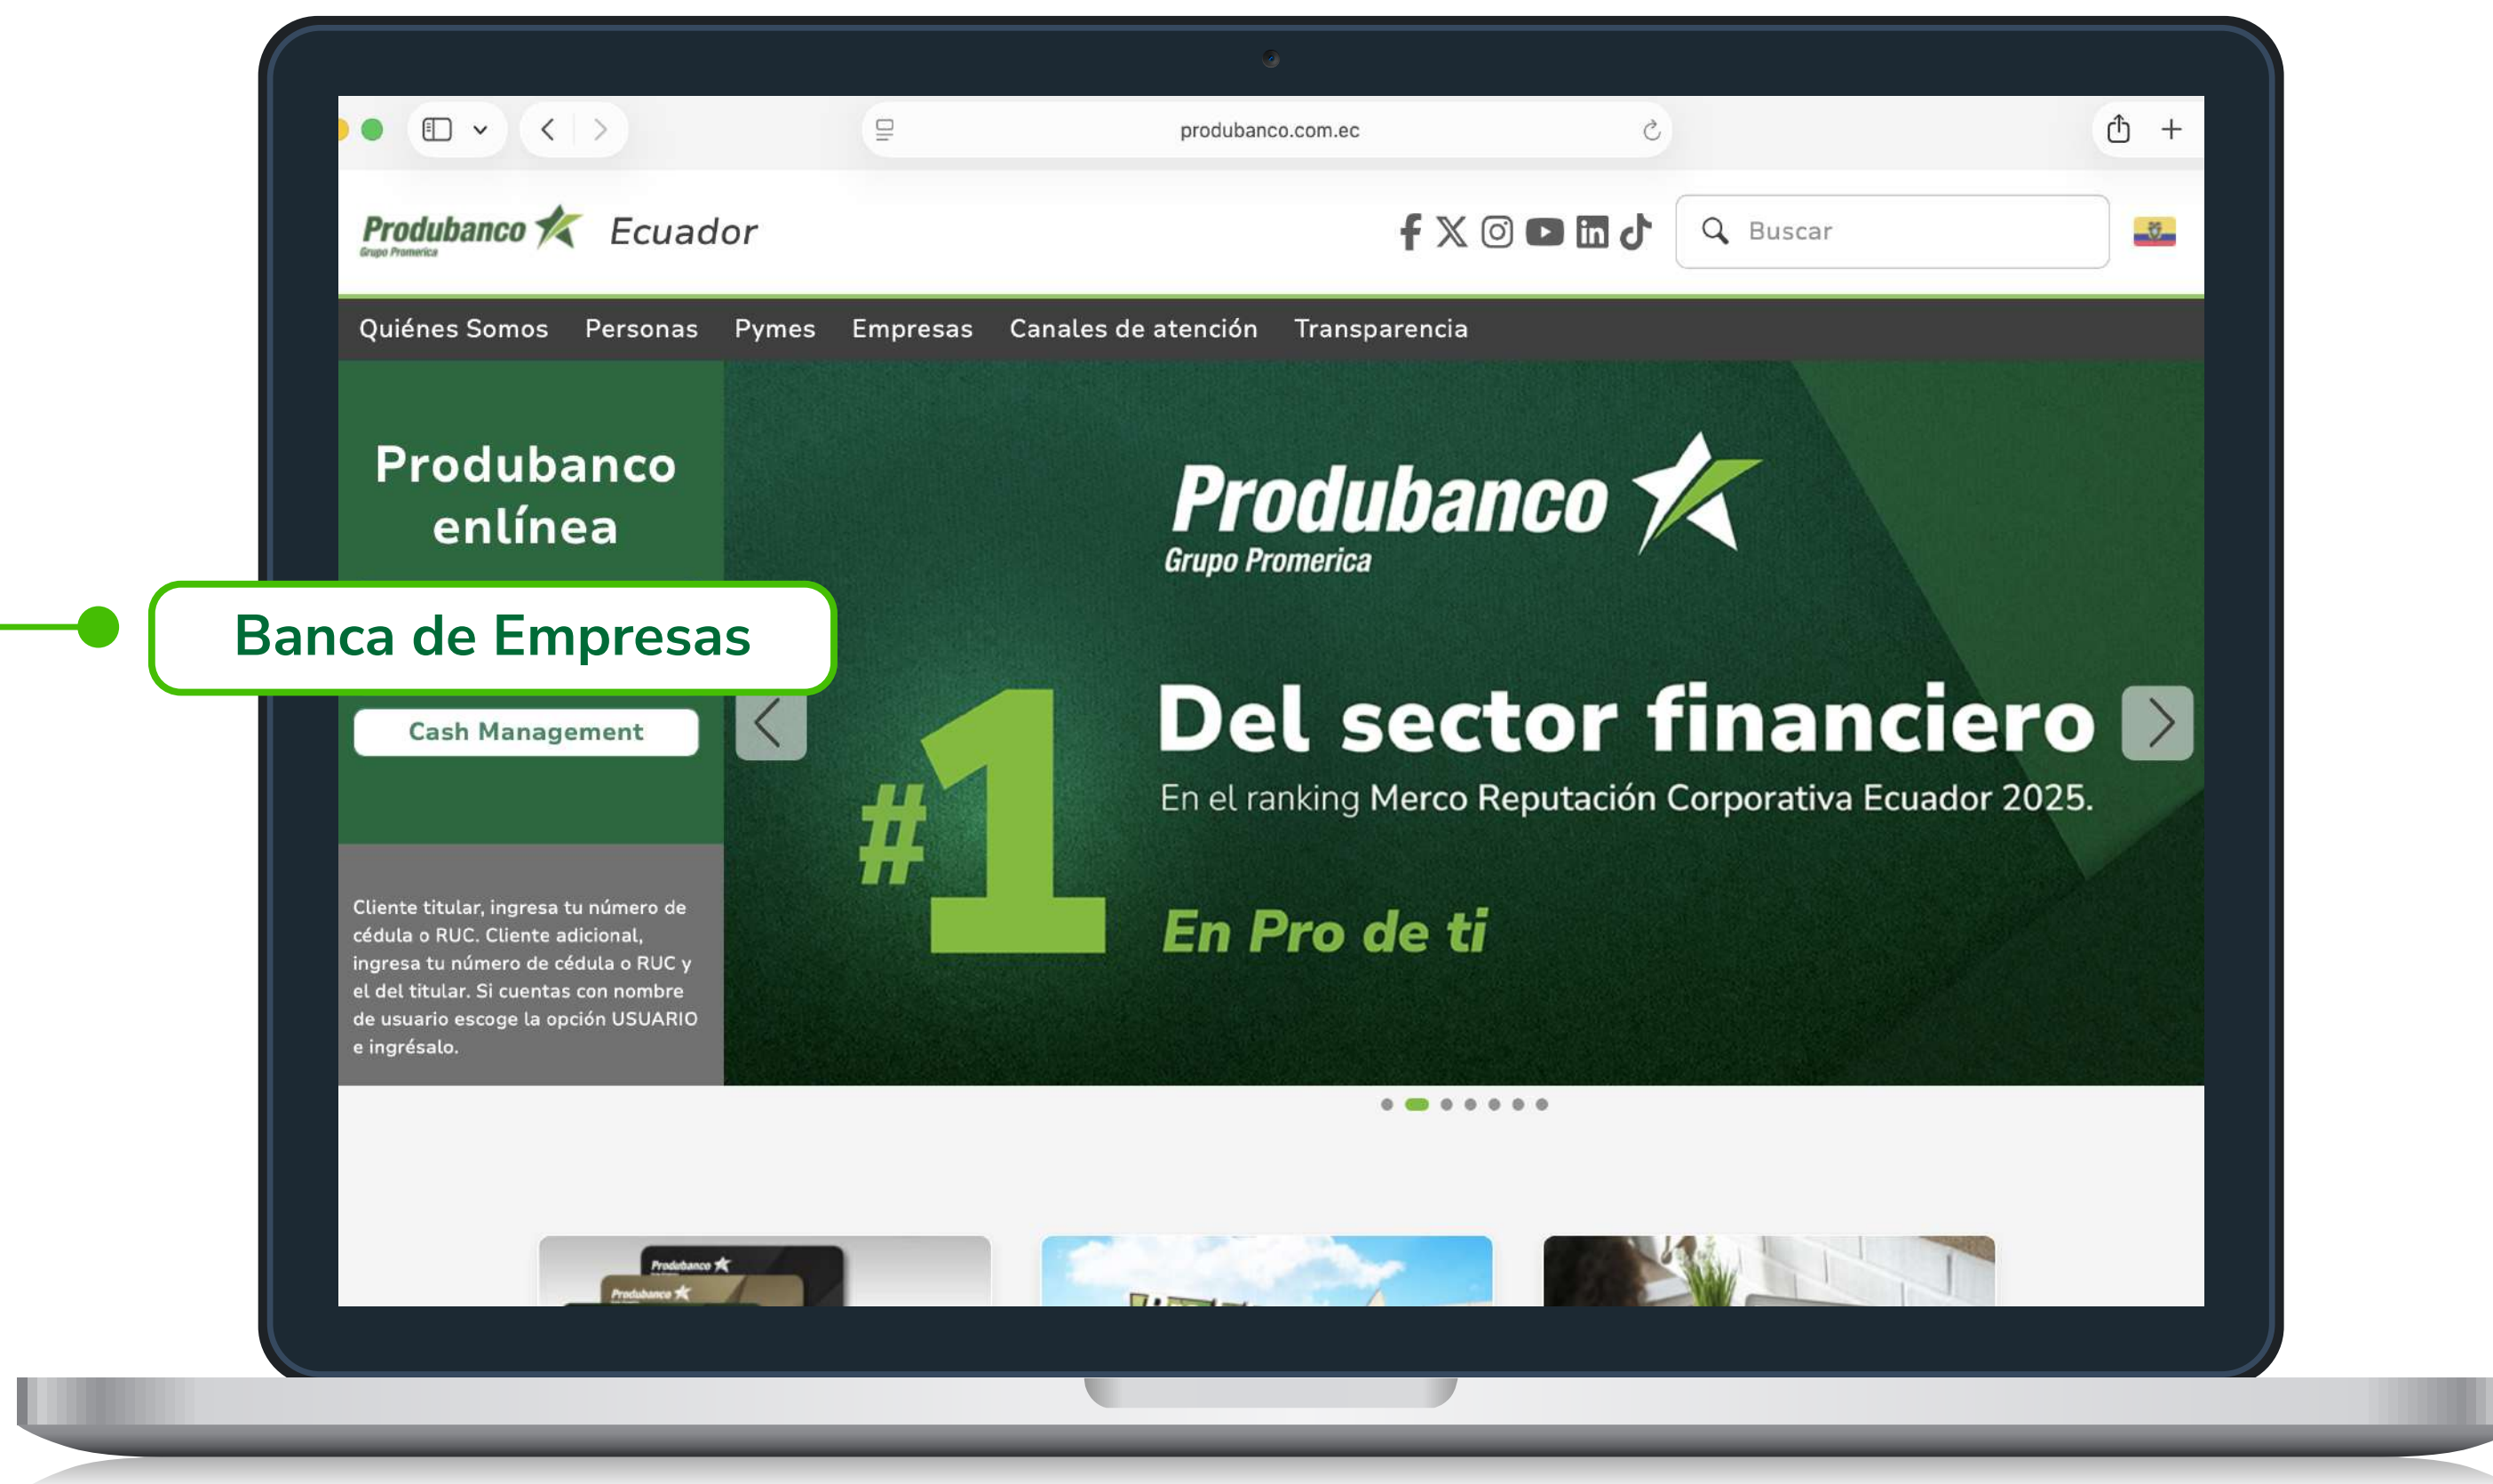 produbanco.com.ec
Produbanco
Grupo Promerica
Ecuador
Buscar
Quiénes Somos Personas Pymes Empresas Canales de atención Transparencia
Produbanco
enlínea
Banca de Empresas
Cash Management
Cliente titular, ingresa tu número de
cédula o RUC. Cliente adicional,
ingresa tu número de cédula o RUC y
el del titular. Si cuentas con nombre
de usuario escoge la opción USUARIO
e ingrésalo.
Produbanco
Grupo Promerica
#1
Del sector financiero
En el ranking Merco Reputación Corporativa Ecuador 2025.
En Pro de ti
Produbanco
Produbanco